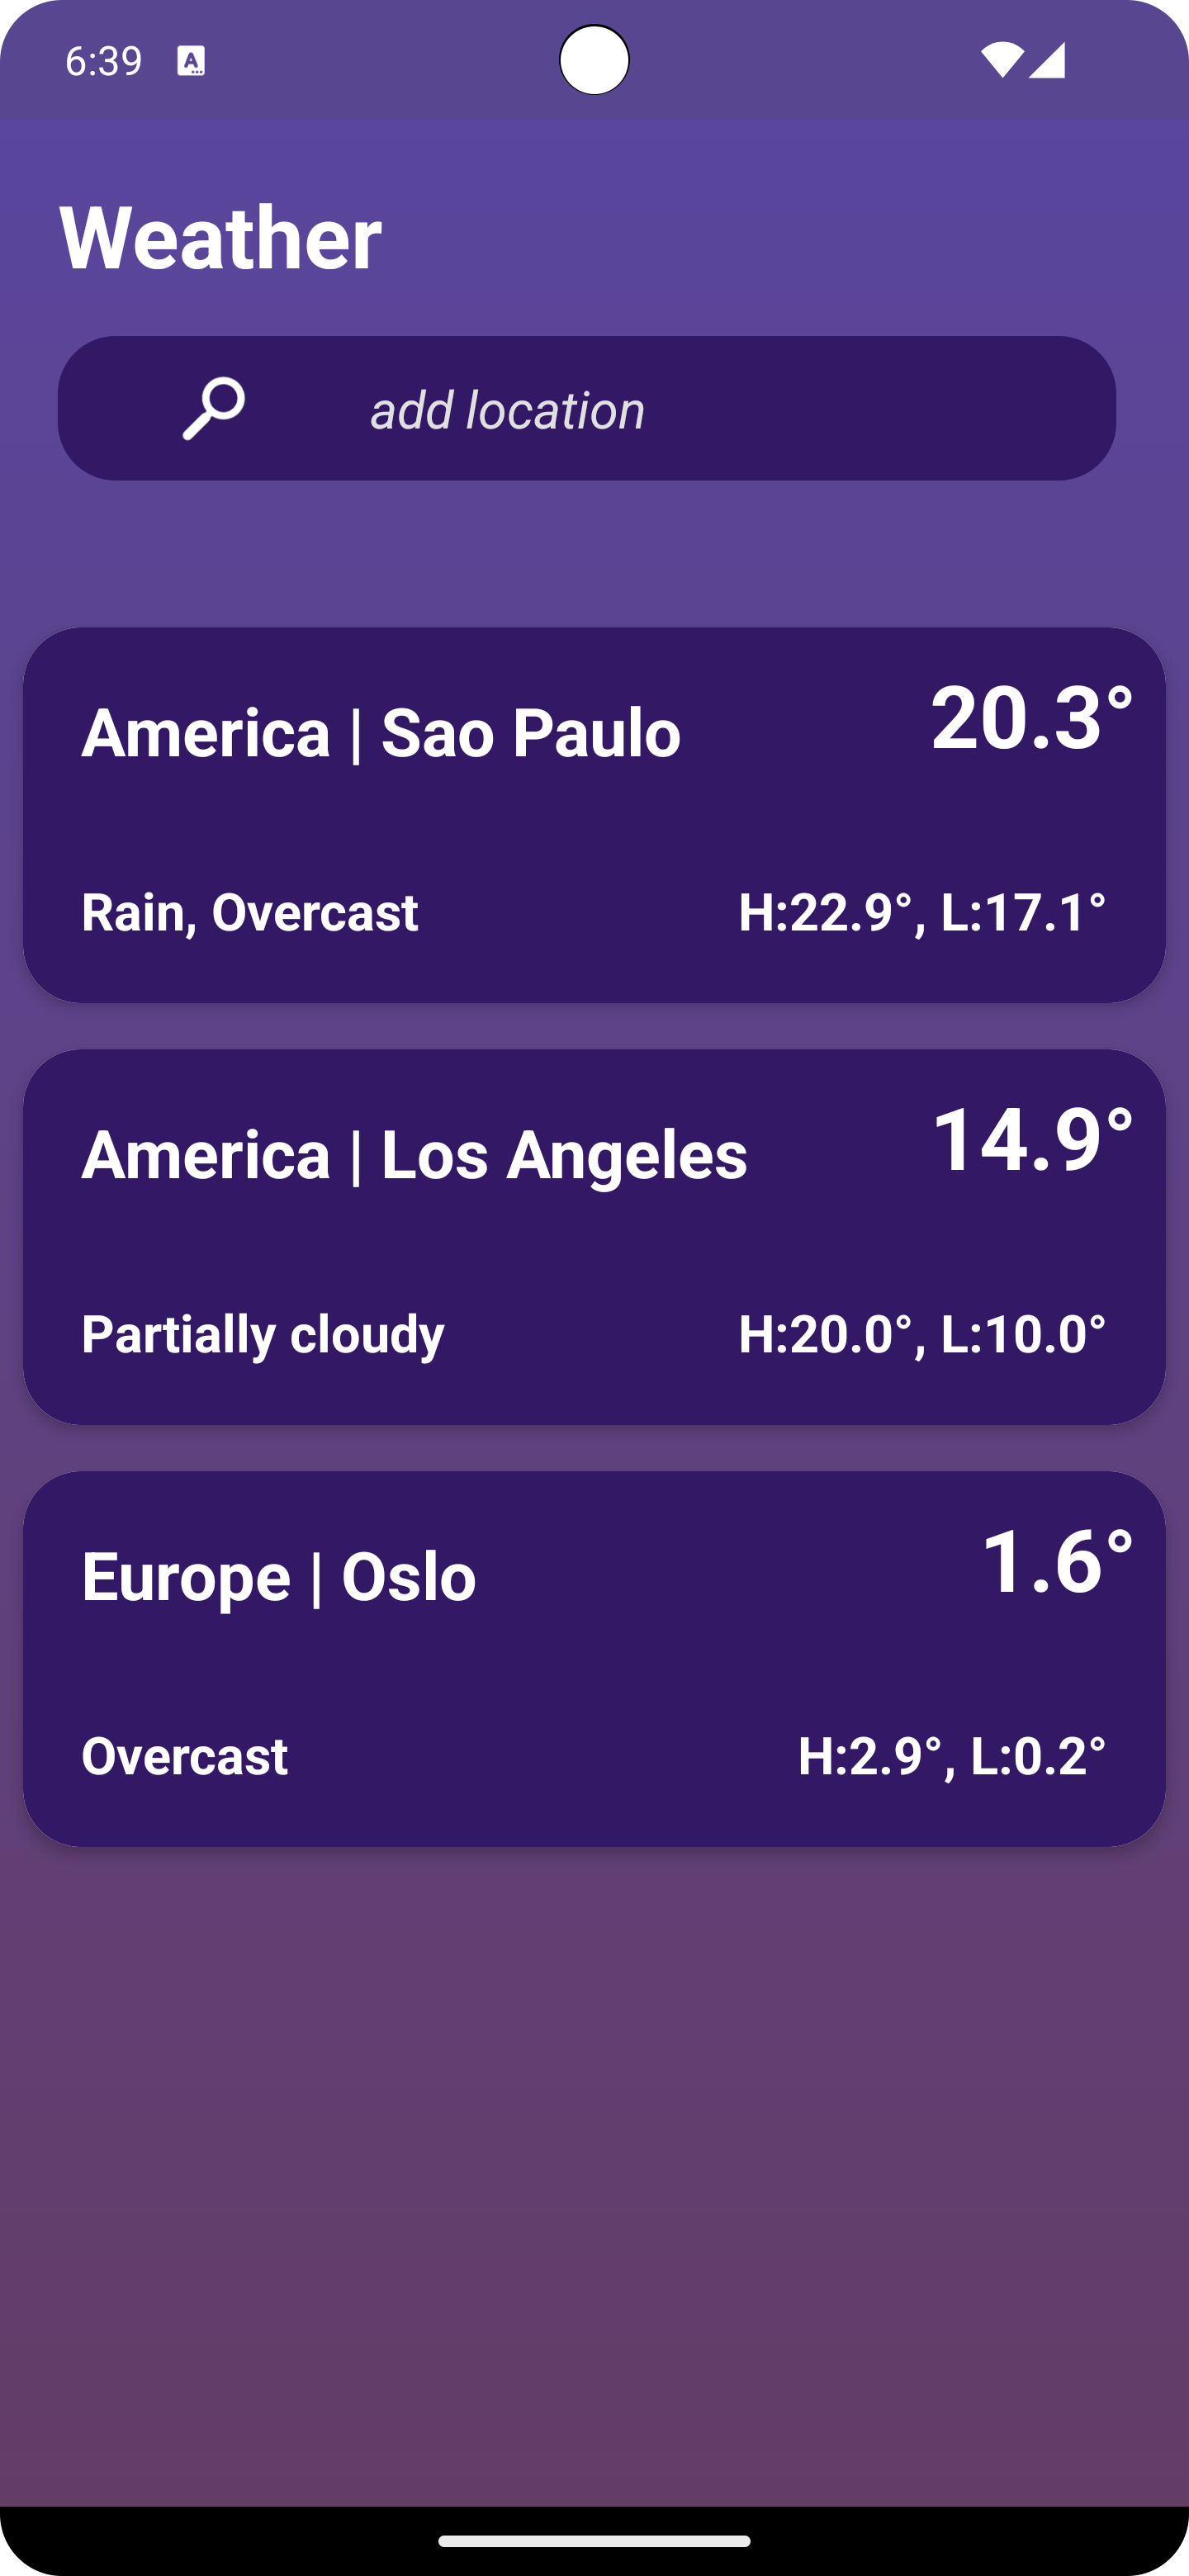 6:39
Weather
add location
America | Sao Paulo
20.3°
Rain, Overcast
H:22.9°, L:17.1°
America | Los Angeles
14.9°
Partially cloudy
H:20.0°, L:10.0°
Europe | Oslo
1.6°
Overcast
H:2.9°, L:0.2°